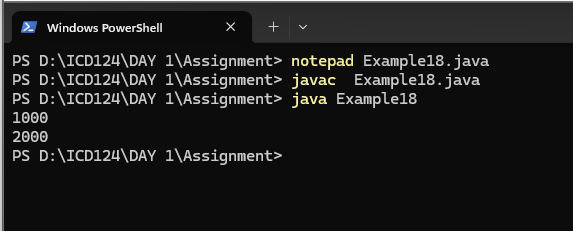 Windows PowerShell
PS D:\ICD124\DAY 1\Assignment> notepad Example18.java
PS D:\ICD124\DAY 1\Assignment> javac  Example18.java
PS D:\ICD124\DAY 1\Assignment> java Example18
1000
2000
PS D:\ICD124\DAY 1\Assignment>